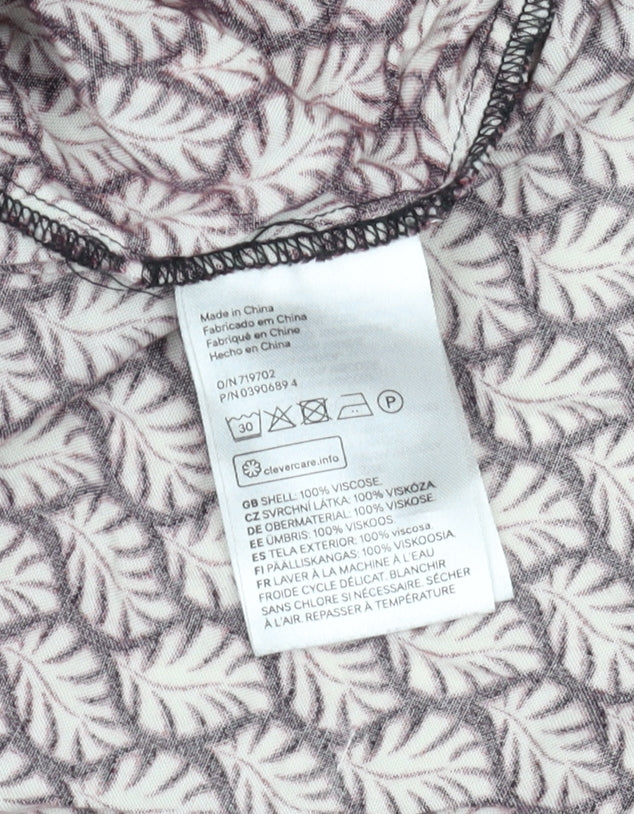 Made in China
Fabricado em China
Fabriqué en Chine
Hecho en China
O/N 719702
P/N 0390689 4
30 P
clevercare.info
GB SHELL: 100% VISCOSE.
CZ SVRCHNÍ LÁTKA: 100% VISKÓZA.
DE OBERMATERIAL: 100% VISKOSE.
EE ÜMBRIS: 100% VISKOOS.
ES TELA EXTERIOR: 100% viscosa.
FI PÄÄLLISKANGAS: 100% VISKOOSIA.
FR LAVER À LA MACHINE À L'EAU
FROIDE CYCLE DÉLICAT. BLANCHIR
SANS CHLORE SI NÉCESSAIRE. SÉCHER
À L'AIR. REPASSER À TEMPÉRATURE